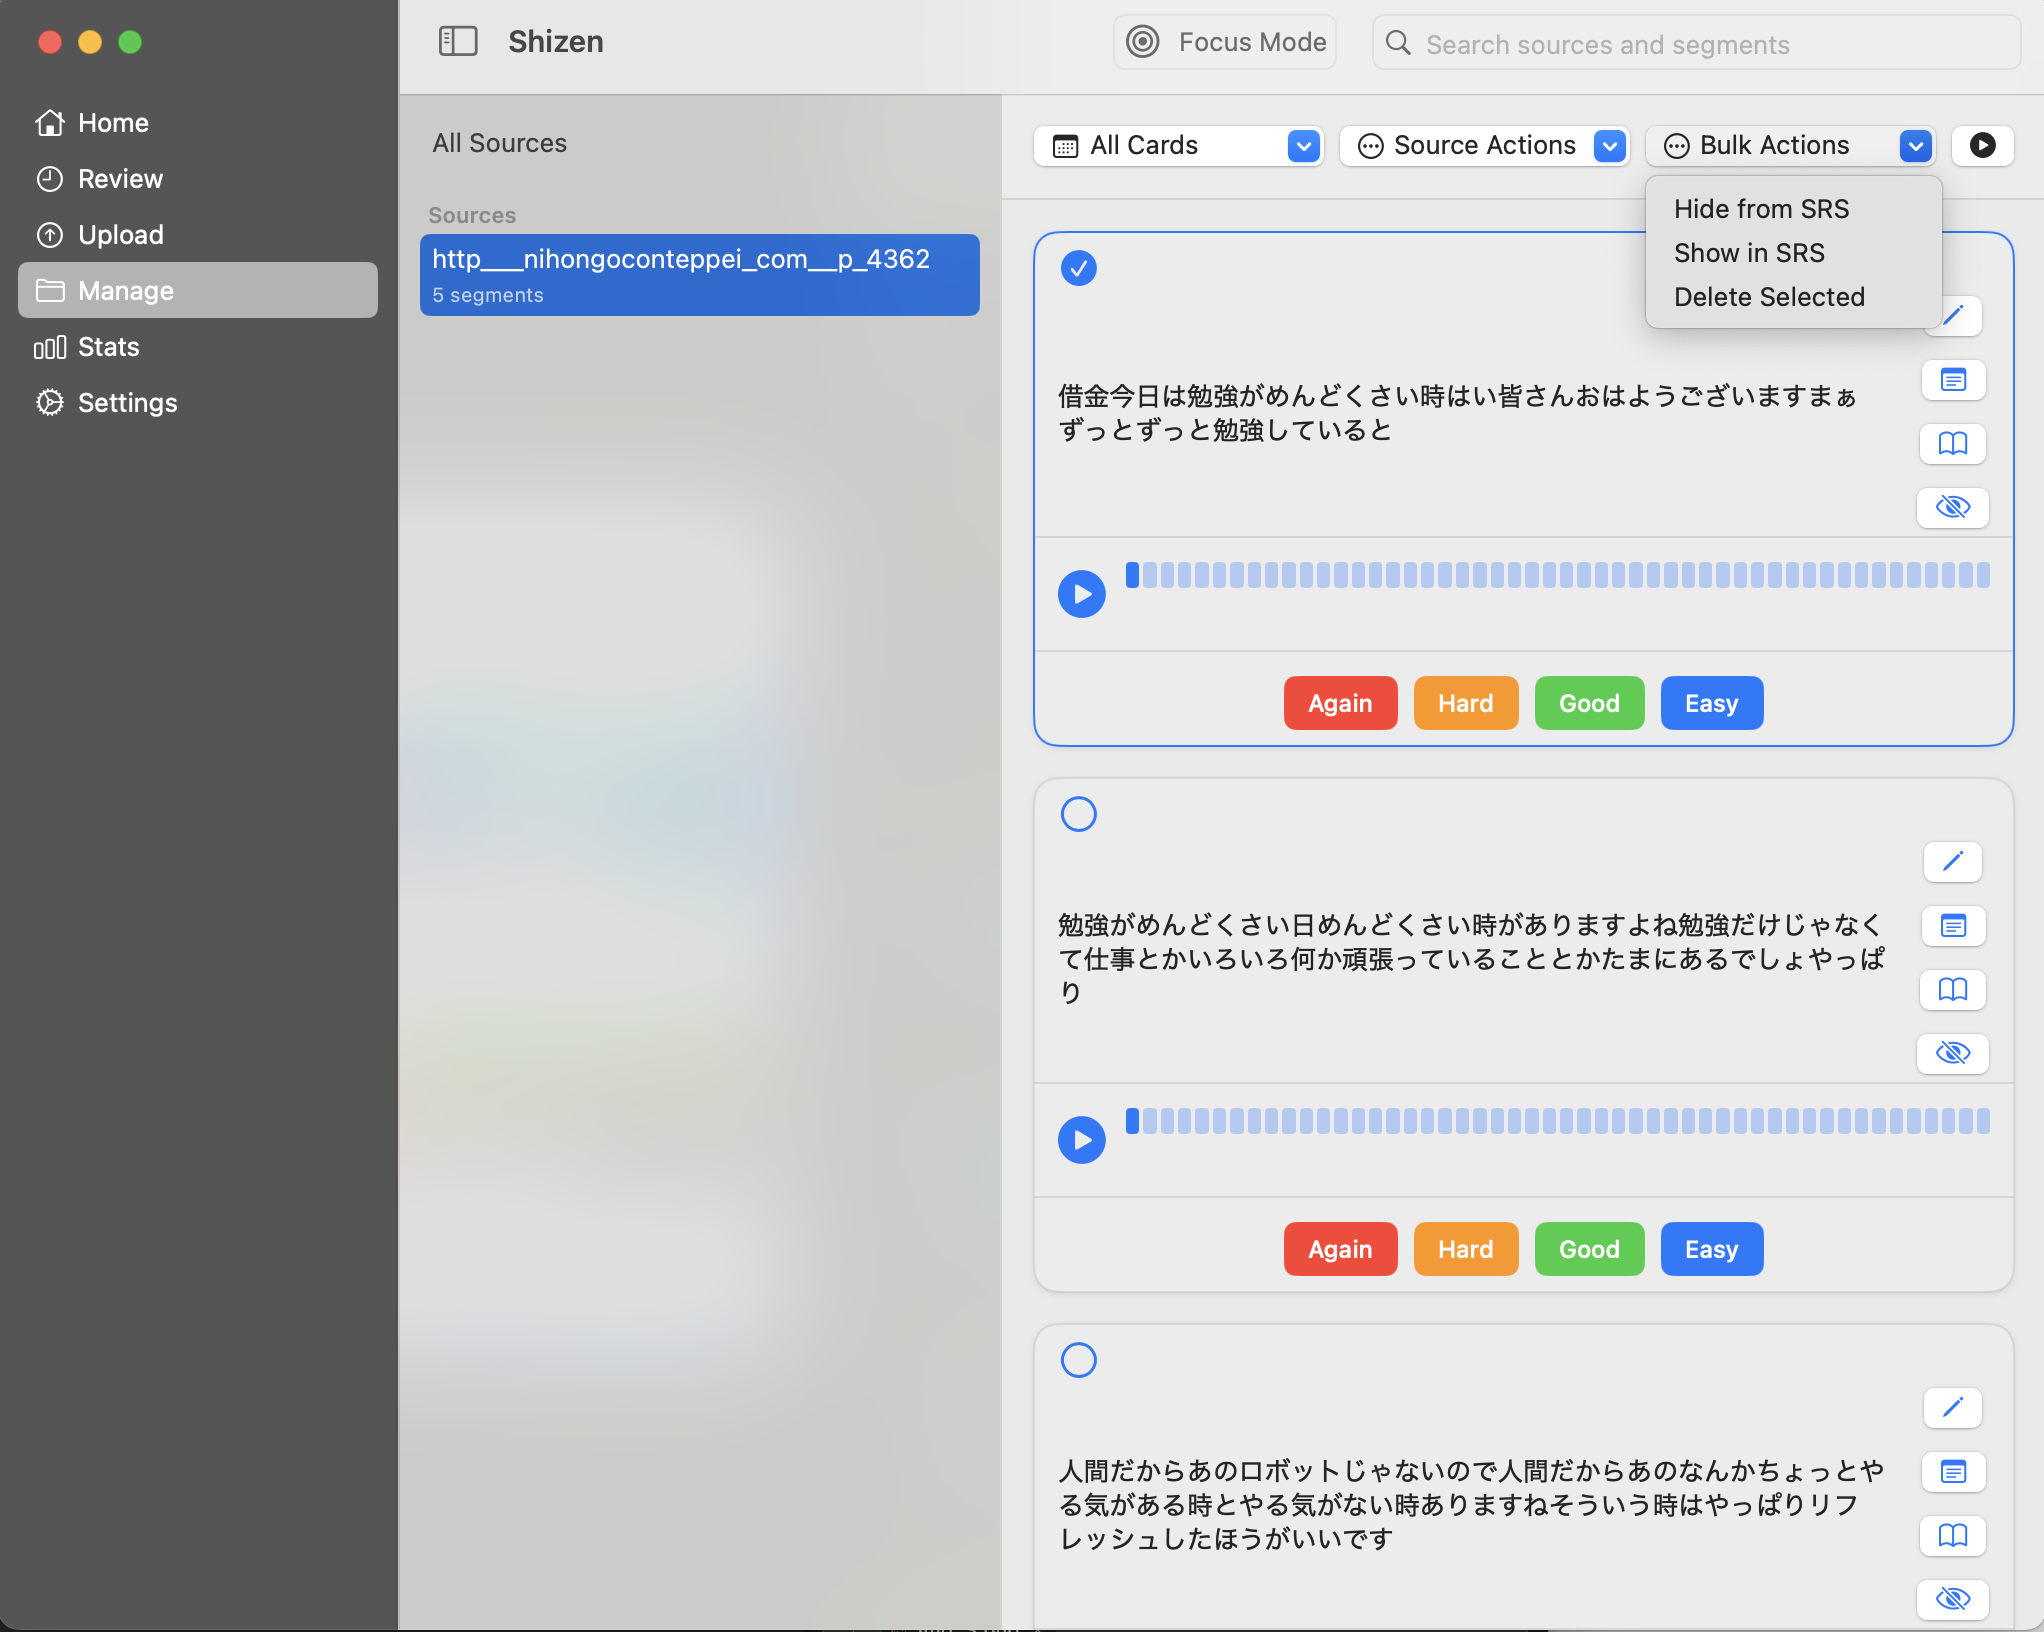 Shizen
Focus Mode
Search sources and segments
Home
Review
Upload
Manage
Stats
Settings
All Sources
Sources
http___nihongoconteppei_com__p_4362
5 segments
All Cards
Source Actions
Bulk Actions
Hide from SRS
Show in SRS
Delete Selected
借金今日は勉強がめんどくさい時はい皆さんおはようございますまぁ
ずっとずっと勉強していると
Again
Hard
Good
Easy
勉強がめんどくさい日めんどくさい時がありますよね勉強だけじゃなく
て仕事とかいろいろ何か頑張っていることとかたまにあるでしょやっぱ
り
Again
Hard
Good
Easy
人間だからあのロボットじゃないので人間だからあのなんかちょっとや
る気がある時とやる気がない時ありますねそういう時はやっぱりリフ
レッシュしたほうがいいです